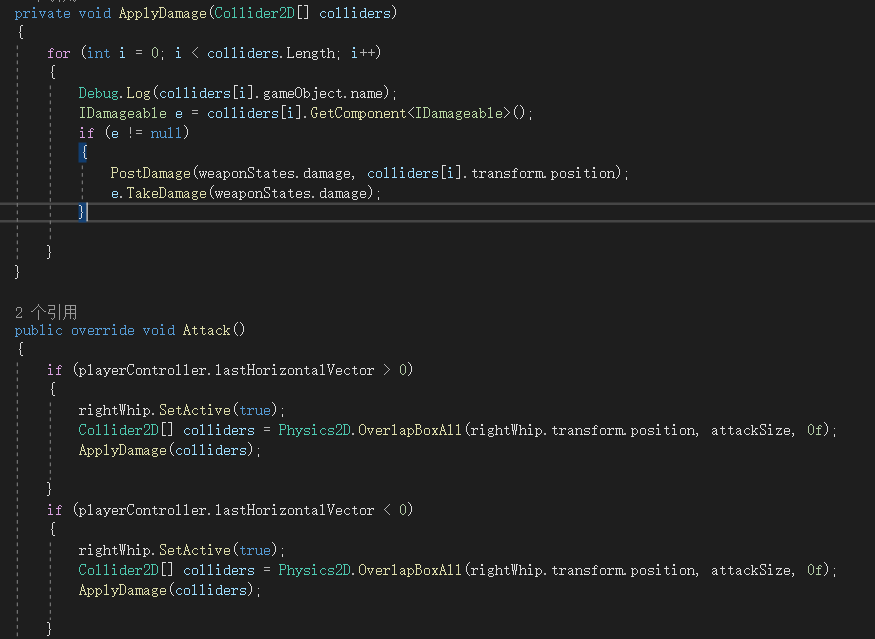 private void ApplyDamage(Collider2D[] colliders)
{
for (int i = 0; i < colliders.Length; i++)
{
Debug.Log(colliders[i].gameObject.name);
IDamageable e = colliders[i].GetComponent<IDamageable>();
if (e != null)
{
PostDamage(weaponStates.damage, colliders[i].transform.position);
e.TakeDamage(weaponStates.damage);
}
}
}
2 个引用
public override void Attack()
{
if (playerController.lastHorizontalVector > 0)
{
rightWhip.SetActive(true);
Collider2D[] colliders = Physics2D.OverlapBoxAll(rightWhip.transform.position, attackSize, 0f);
ApplyDamage(colliders);
}
if (playerController.lastHorizontalVector < 0)
{
rightWhip.SetActive(true);
Collider2D[] colliders = Physics2D.OverlapBoxAll(rightWhip.transform.position, attackSize, 0f);
ApplyDamage(colliders);
}